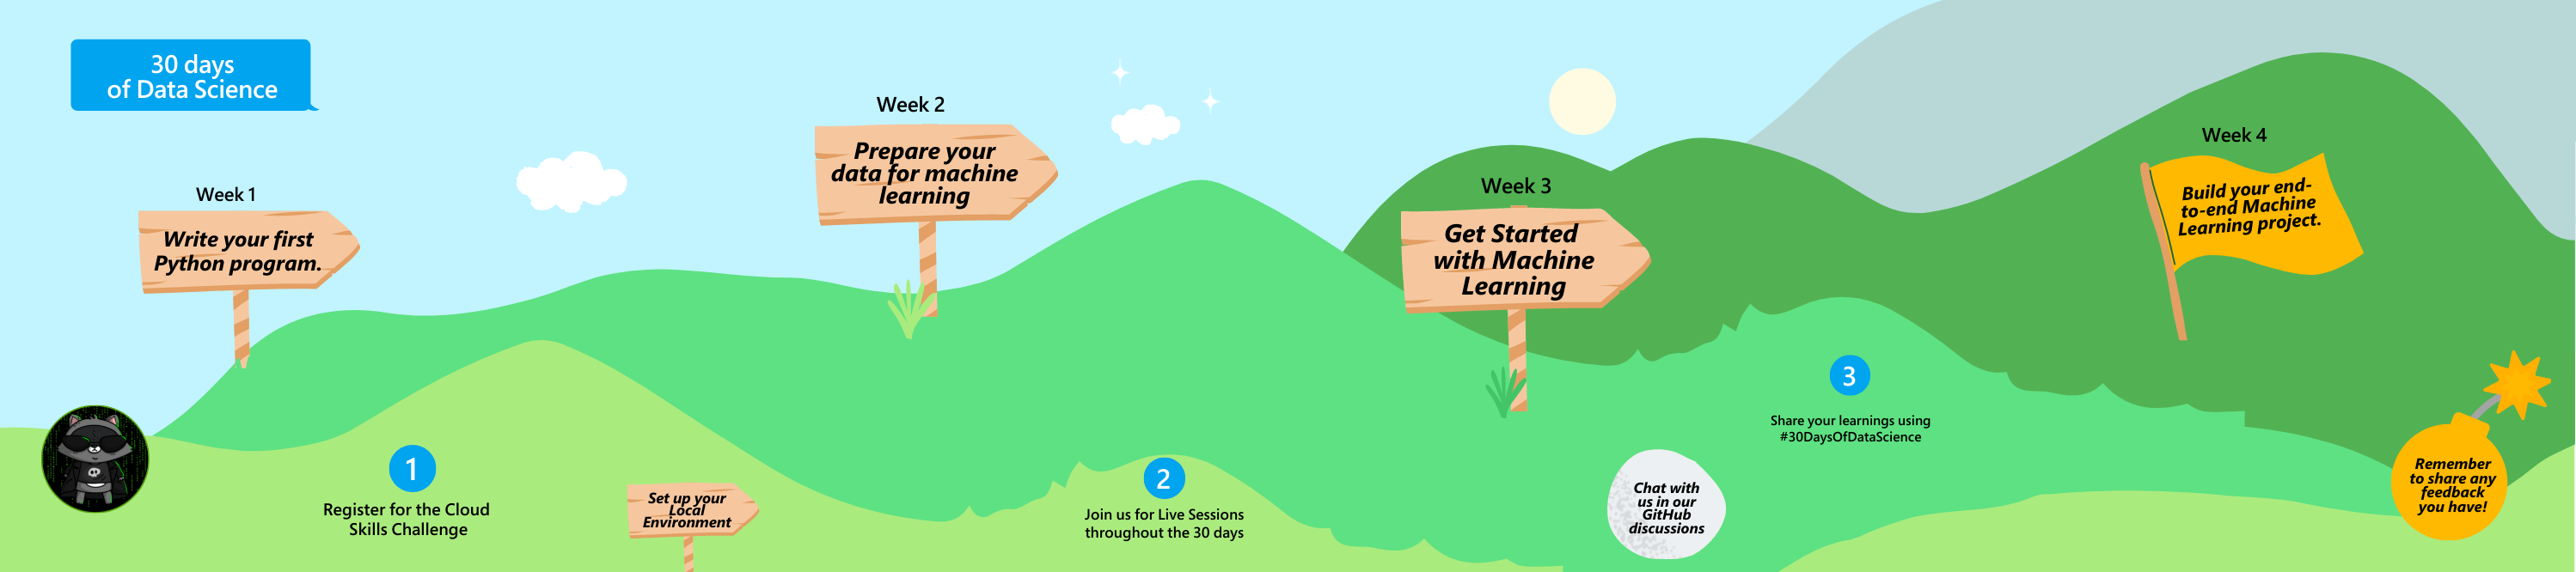 30 days
of Data Science
Week 1
Write your first
Python program.
Week 2
Prepare your
data for machine
learning
Week 3
Get Started
with Machine
Learning
Week 4
Build your end-
to-end Machine
Learning project.
1
Register for the Cloud
Skills Challenge
Set up your
Local
Environment
2
Join us for Live Sessions
throughout the 30 days
Chat with
us in our
GitHub
discussions
3
Share your learnings using
#30DaysOfDataScience
Remember
to share any
feedback
you have!